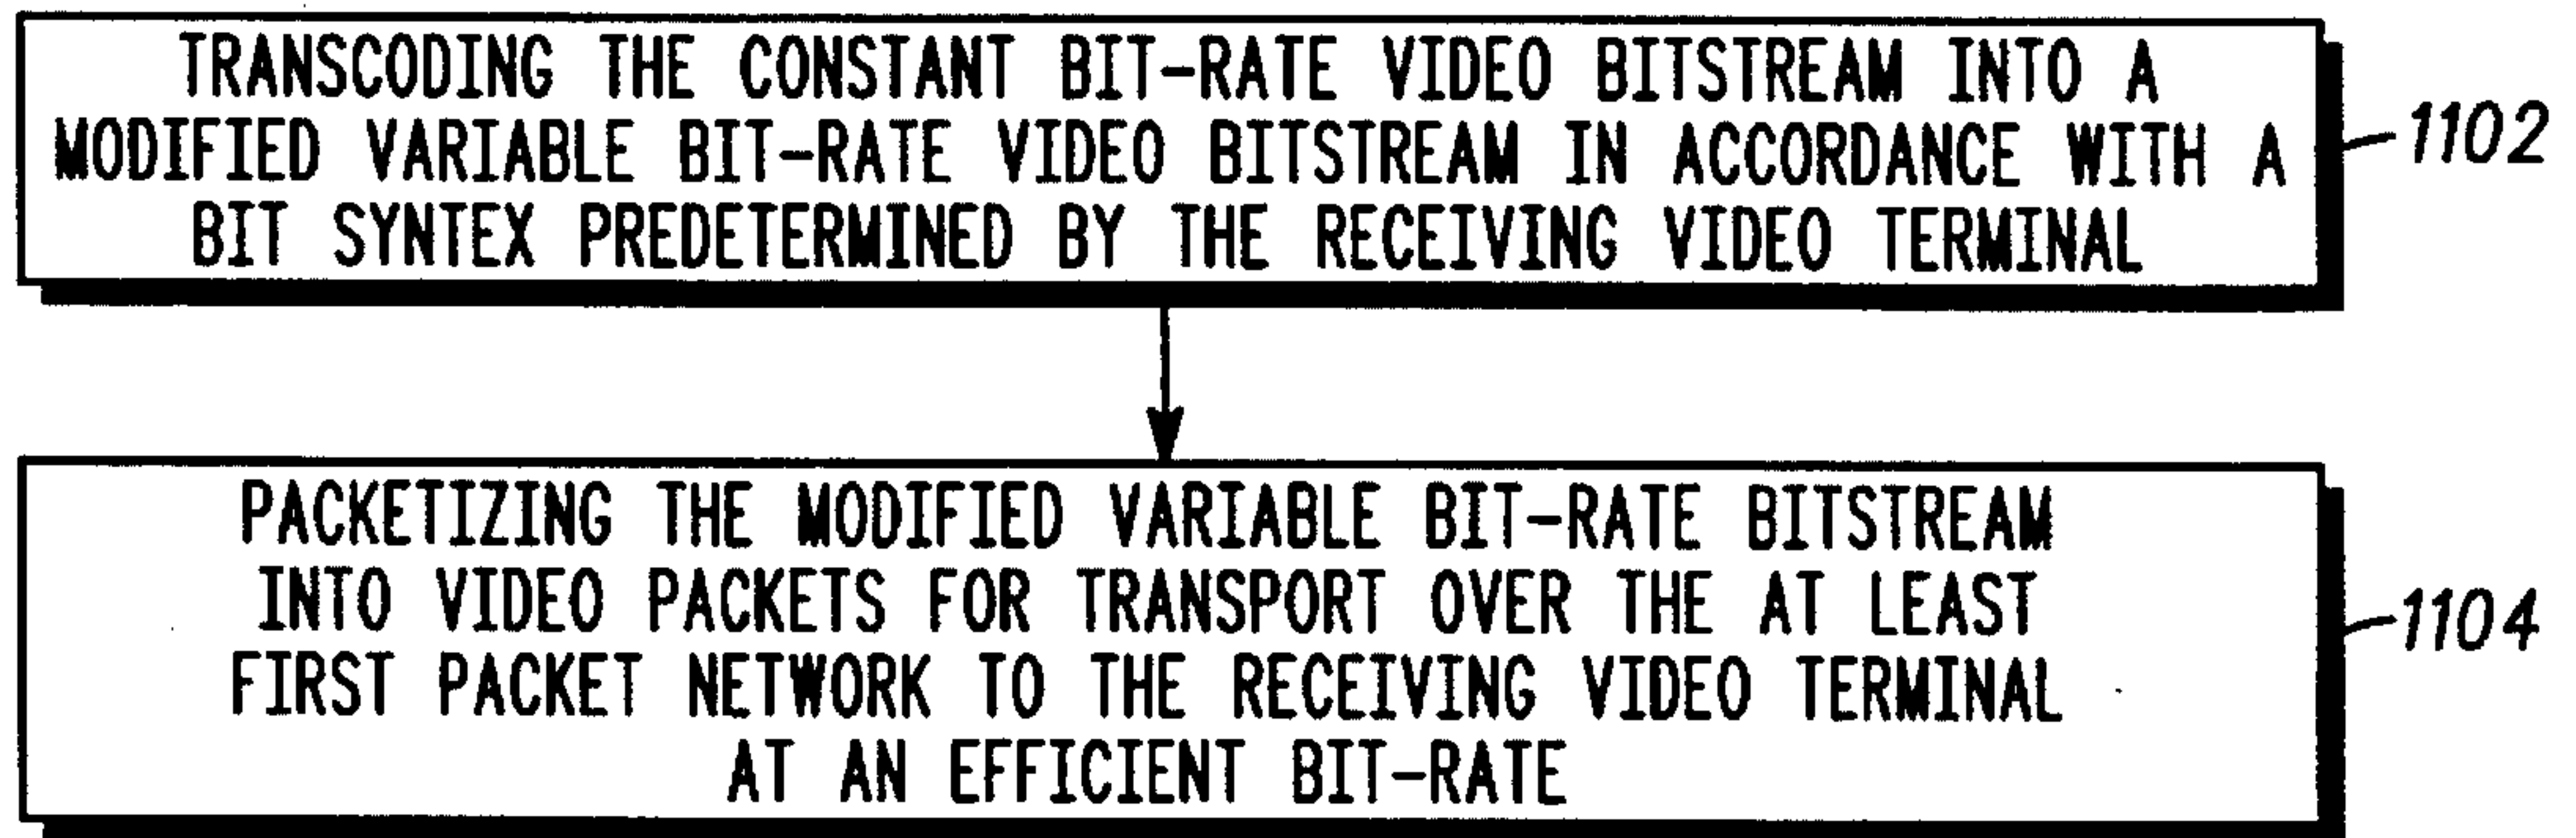 TRANSCODING THE CONSTANT BIT-RATE VIDEO BITSTREAM INTO A
MODIFIED VARIABLE BIT-RATE VIDEO BITSTREAM IN ACCORDANCE WITH A
BIT SYNTEX PREDETERMINED BY THE RECEIVING VIDEO TERMINAL
1102
PACKETIZING THE MODIFIED VARIABLE BIT-RATE BITSTREAM
INTO VIDEO PACKETS FOR TRANSPORT OVER THE AT LEAST
FIRST PACKET NETWORK TO THE RECEIVING VIDEO TERMINAL
AT AN EFFICIENT BIT-RATE
1104